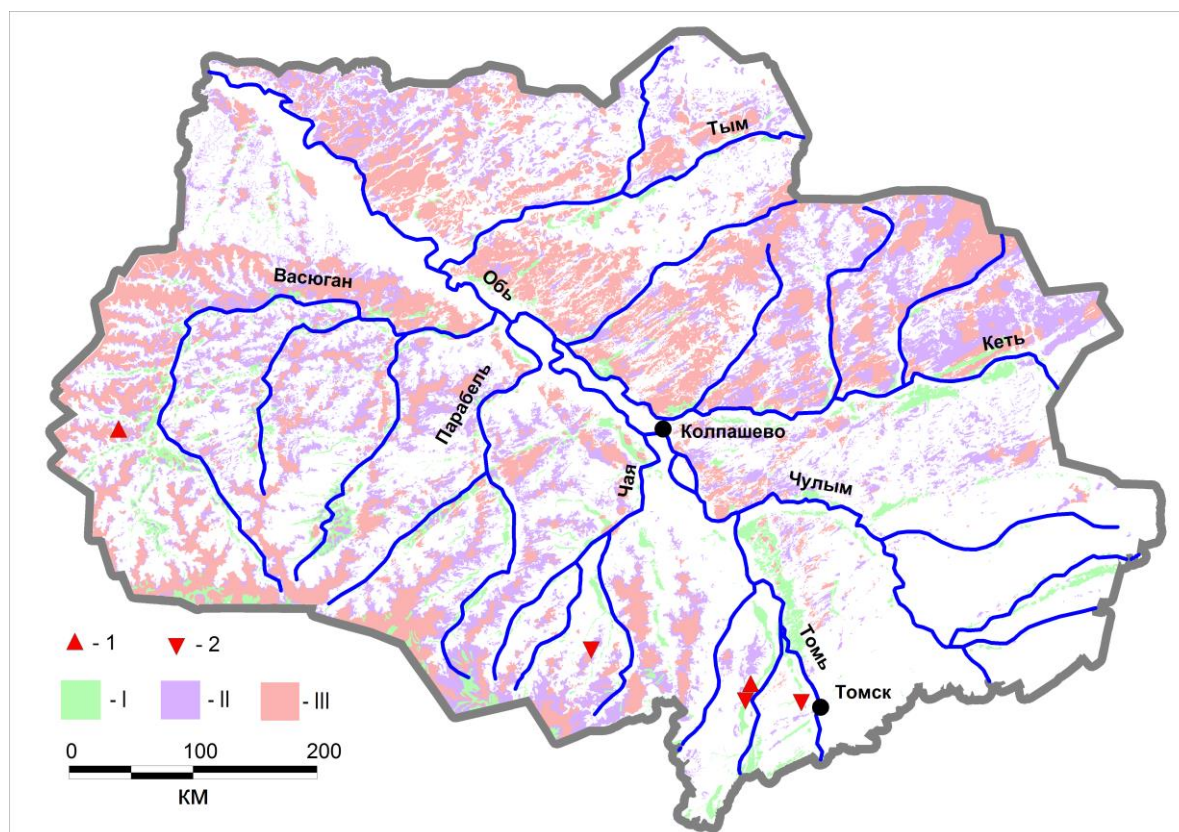 Тым
Васюган
Обь
Кеть
Парабель
Колпашево
Чая
Чулым
Томь
Томск
- 1 - 2
- I - II - III
0 100 200
КМ